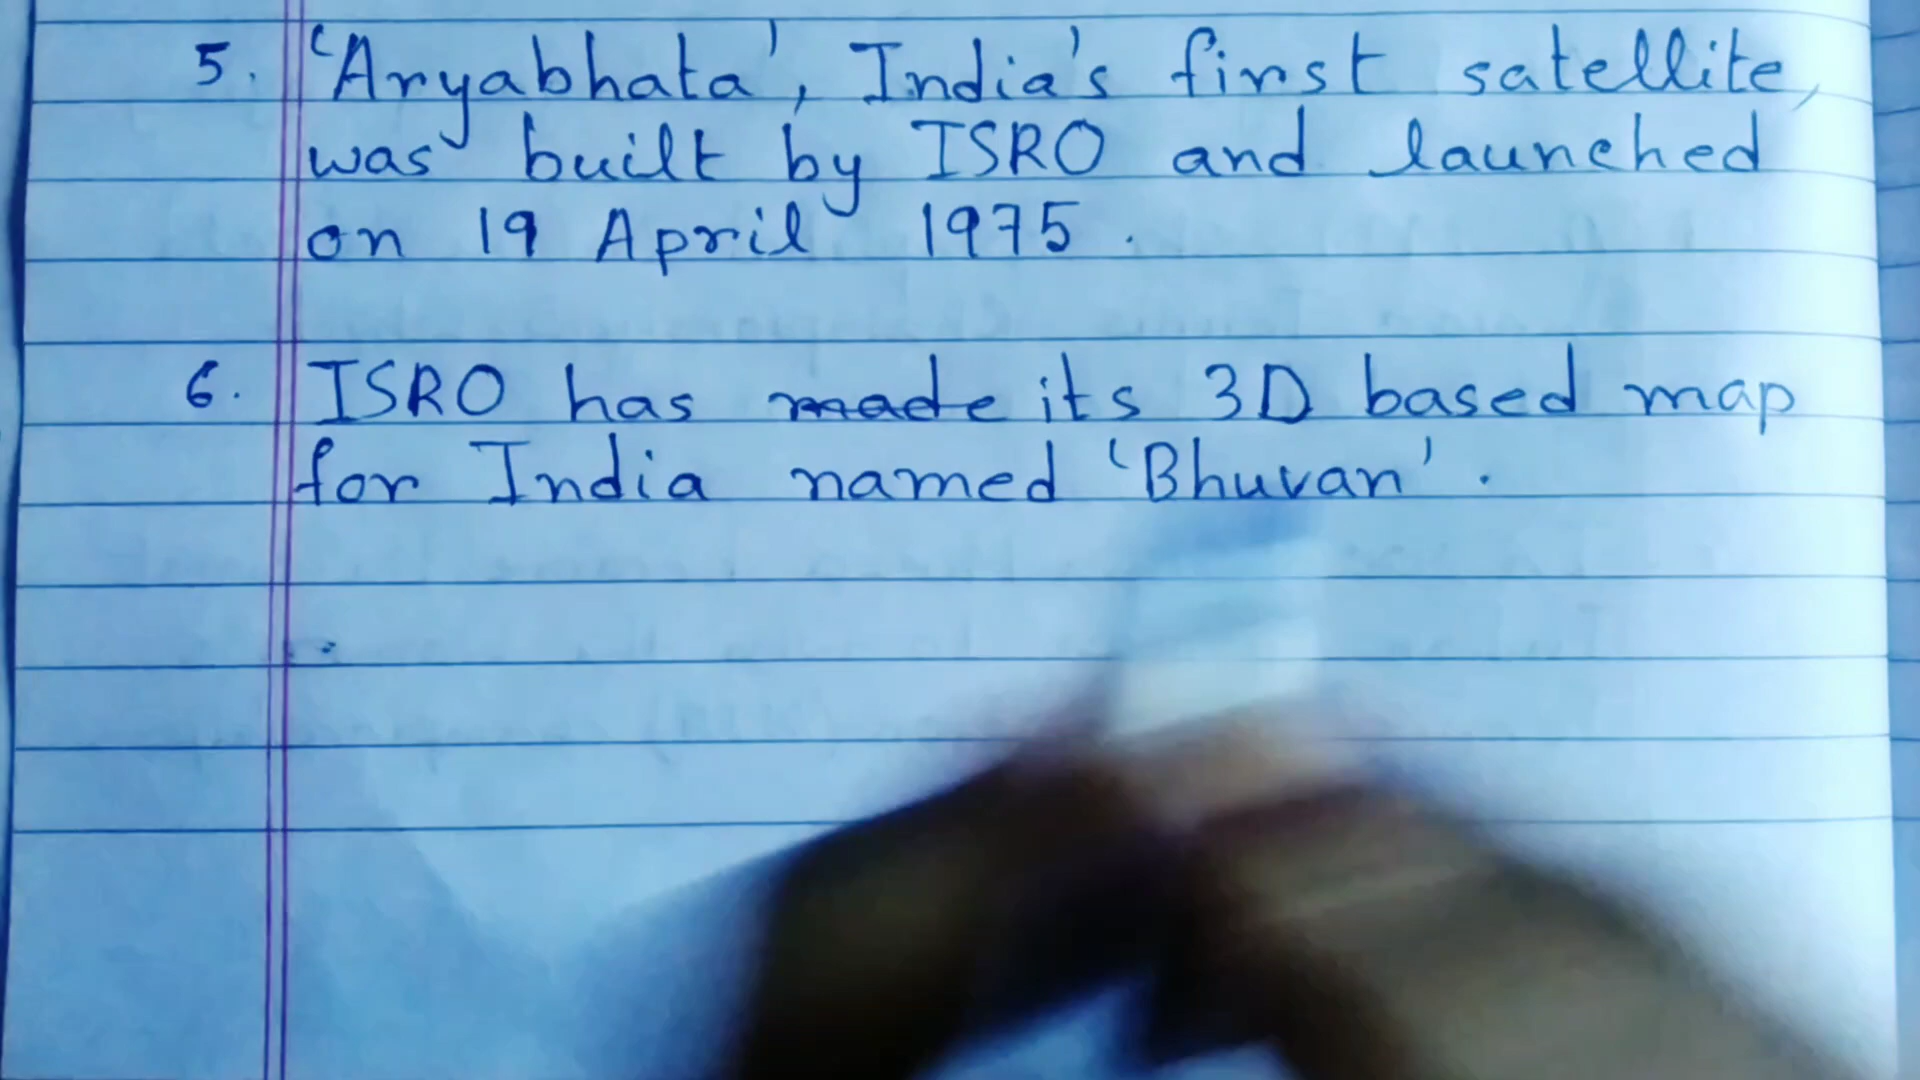 5. 'Aryabhata', India's first satellite,
was built by ISRO and launched
on 19 April 1975.
6. ISRO has made its 3D based map
for India named 'Bhuvan'.